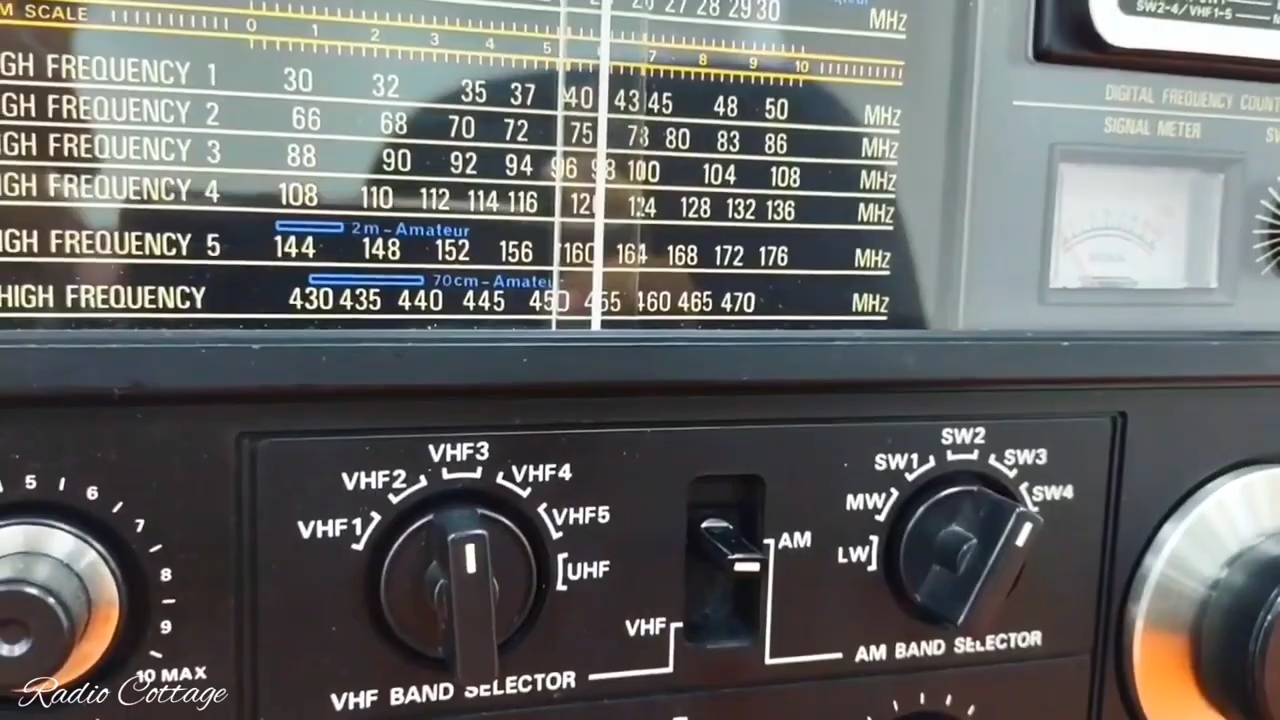 27 28 29 30 MHz
SW2-4/VHF1-5
M SCALE 0 1 2 3 4 5 7 8 9 10
GH FREQUENCY 1 30 32 35 37 40 43 45 48 50 MHz
GH FREQUENCY 2 66 68 70 72 75 78 80 83 86 MHz
GH FREQUENCY 3 88 90 92 94 96 98 100 104 108 MHz
GH FREQUENCY 4 108 110 112 114 116 120 124 128 132 136 MHz
2m-Amateur
GH FREQUENCY 5 144 148 152 156 160 164 168 172 176 MHz
70cm-Amateu
HIGH FREQUENCY 430 435 440 445 450 455 460 465 470 MHz
DIGITAL FREQUENCY COUNT
SIGNAL METER
5 6 7 8 9 10 MAX
VHF1 VHF2 VHF3 VHF4 VHF5 UHF
VHF
VHF BAND SELECTOR
AM
LW MW SW1 SW2 SW3 SW4
AM BAND SELECTOR
Radio Cottage